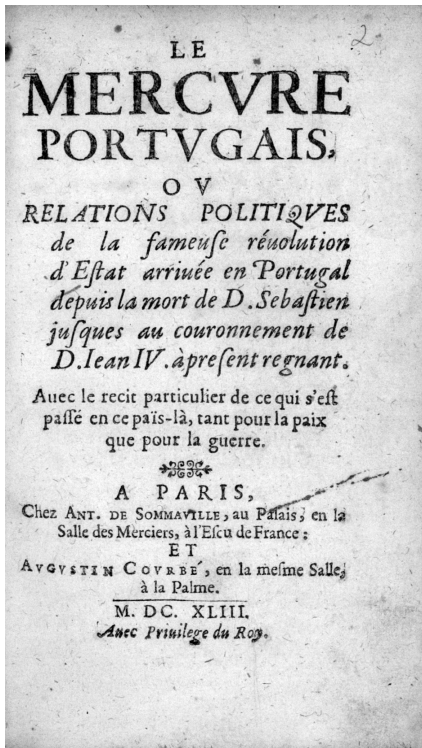 2
LE
MERCVRE
PORTVGAIS,
OV
RELATIONS POLITIQVES
de la fameuſe réuolution
d'Eſtat arriuée en Portugal
depuis la mort de D. Sebaſtien
juſques au couronnement de
D. Iean IV. à preſent regnant.
Auec le recit particulier de ce qui s'eſt
paſſé en ce païs-là, tant pour la paix
que pour la guerre.
A PARIS,
Chez ANT. DE SOMMAVILLE, au Palais, en la
Salle des Merciers, à l'Eſcu de France;
ET
AVGVSTIN COVRBÉ, en la meſme Salle,
à la Palme.
M. DC. XLIII.
Auec Priuilege du Roy.